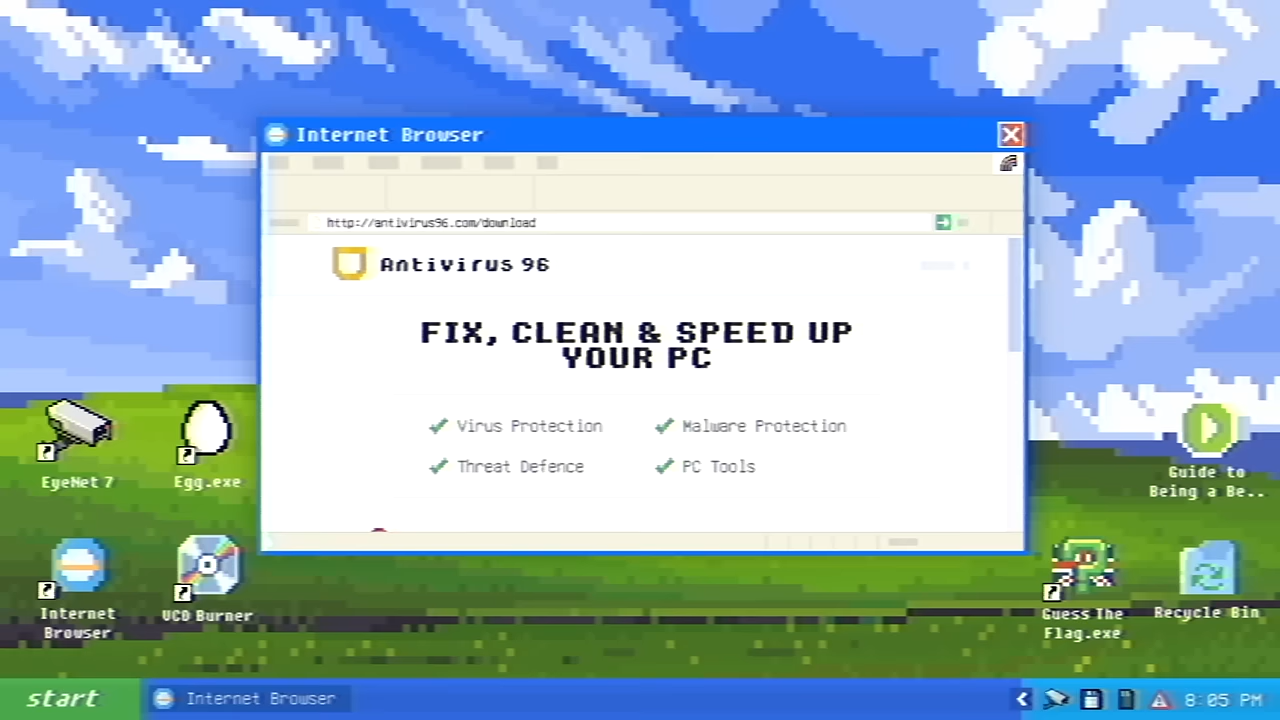 Internet Browser
http://antivirus96.com/download
Antivirus 96
FIX, CLEAN & SPEED UP
YOUR PC
Virus Protection
Malware Protection
Threat Defence
PC Tools
EyeNet 7
Egg.exe
Guide to
Being a Be..
Internet
Browser
VCD Burner
Guess The
Flag.exe
Recycle Bin
start
Internet Browser
8:05 PM